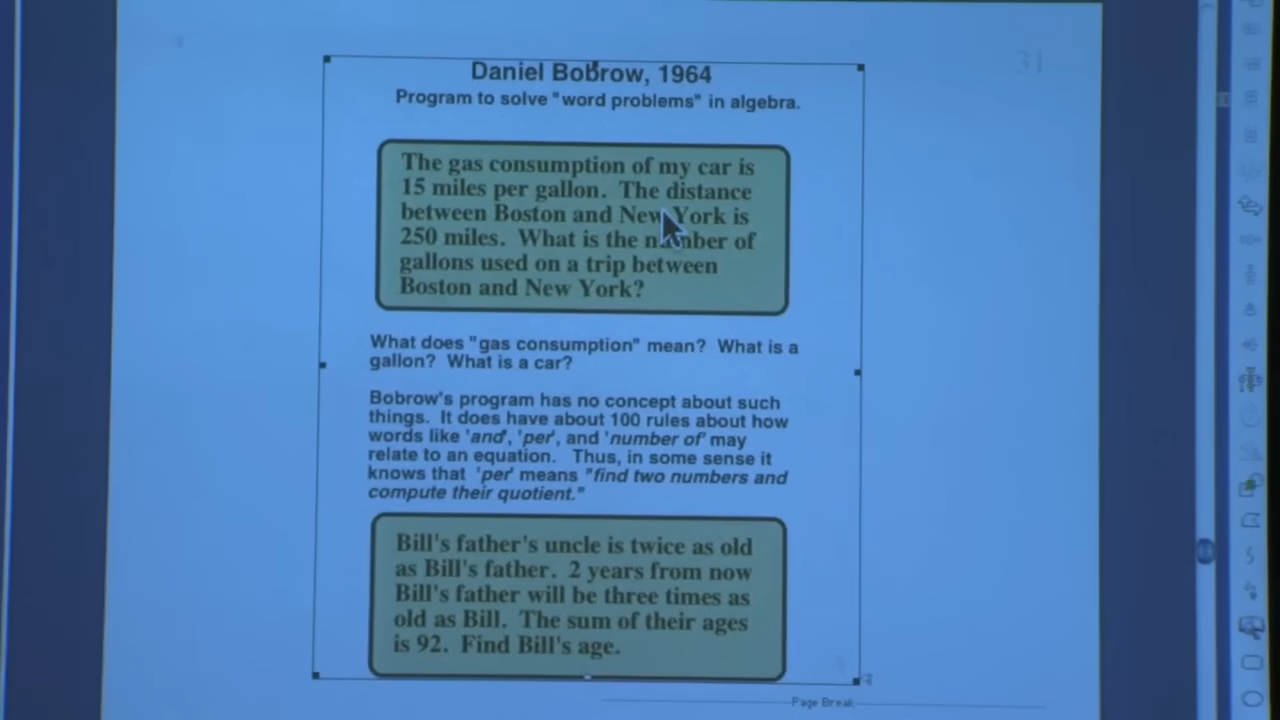 31
Daniel Bobrow, 1964
Program to solve "word problems" in algebra.
The gas consumption of my car is
15 miles per gallon. The distance
between Boston and New York is
250 miles. What is the number of
gallons used on a trip between
Boston and New York?
What does "gas consumption" mean? What is a
gallon? What is a car?
Bobrow's program has no concept about such
things. It does have about 100 rules about how
words like 'and', 'per', and 'number of' may
relate to an equation. Thus, in some sense it
knows that 'per' means "find two numbers and
compute their quotient."
Bill's father's uncle is twice as old
as Bill's father. 2 years from now
Bill's father will be three times as
old as Bill. The sum of their ages
is 92. Find Bill's age.
Page Break